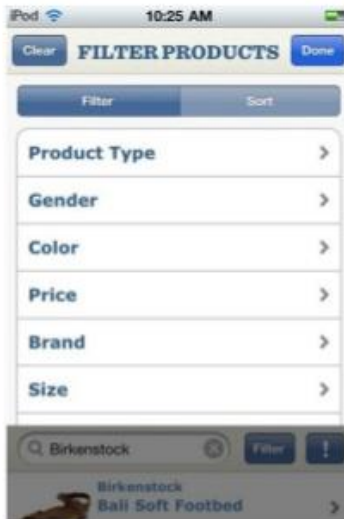 iPod 10:25 AM
Clear FILTER PRODUCTS Done
Filter Sort
Product Type
Gender
Color
Price
Brand
Size
Birkenstock Filter !
Birkenstock
Bali Soft Footbed